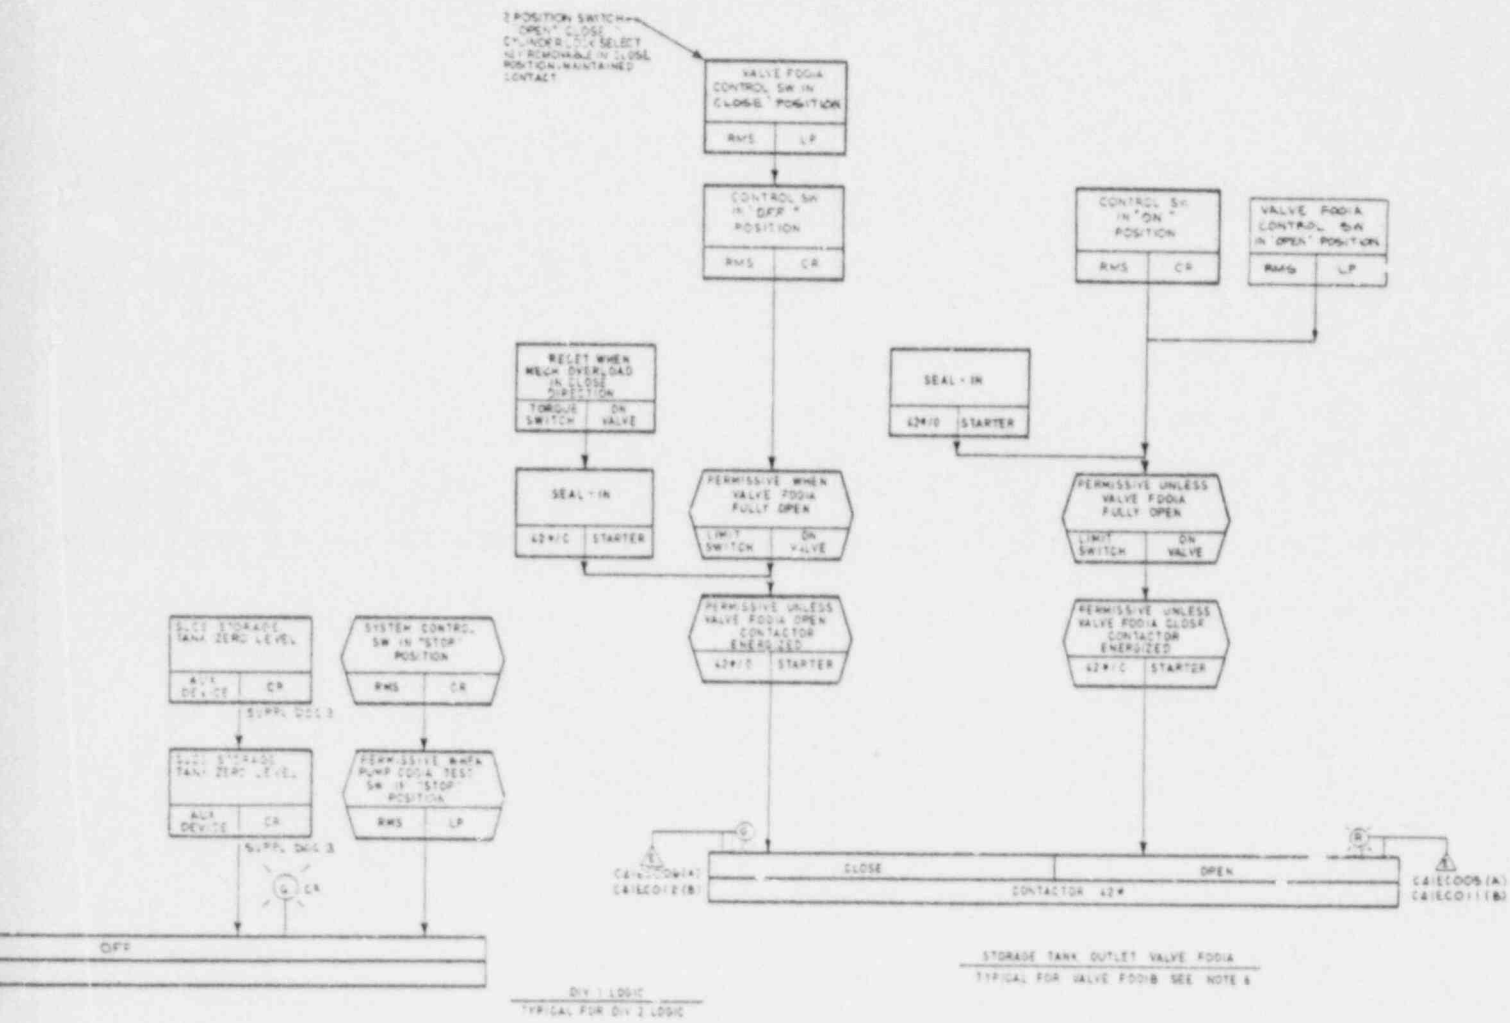 2 POSITION SWITCH
"OPEN" CLOSE
CYLINDER LOCK SELECT
KEY REMOVABLE IN CLOSE
POSITION, MAINTAINED
CONTACT
VALVE F001A
CONTROL SW IN
"CLOSE" POSITION
RMS LP
CONTROL SW
IN "OFF"
POSITION
RMS CR
CONTROL SW
IN "ON"
POSITION
RMS CR
VALVE F001A
CONTROL SW
IN "OPEN" POSITION
RMS LP
RESET WHEN
MECH OVERLOAD
IN CLOSE
DIRECTION
TORQUE SWITCH
ON VALVE
SEAL-IN
42*/O STARTER
SEAL-IN
42*/C STARTER
PERMISSIVE WHEN
VALVE F001A
FULLY OPEN
LIMIT SWITCH
ON VALVE
PERMISSIVE UNLESS
VALVE F001A
FULLY OPEN
LIMIT SWITCH
ON VALVE
PERMISSIVE UNLESS
VALVE F001A OPEN
CONTACTOR
ENERGIZED
42*/O STARTER
PERMISSIVE UNLESS
VALVE F001A CLOSE
CONTACTOR
ENERGIZED
42*/C STARTER
SLCS STORAGE
TANK ZERO LEVEL
AUX DEVICE
CR
SUPPL DOC 3
SYSTEM CONTROL
SW IN "STOP"
POSITION
RMS CR
SLCS STORAGE
TANK ZERO LEVEL
AUX DEVICE
CR
SUPPL DOC 3
PERMISSIVE WHEN
PUMP C001A TEST
SW IN "STOP"
POSITION
RMS LP
G CR
OFF
G
E
C41EC012(B)
R
E
C41EC005(A)
C41EC011(B)
CLOSE OPEN
CONTACTOR 42*
STORAGE TANK OUTLET VALVE F001A
TYPICAL FOR VALVE F001B SEE NOTE 6
DIV 1 LOGIC
TYPICAL FOR DIV 2 LOGIC